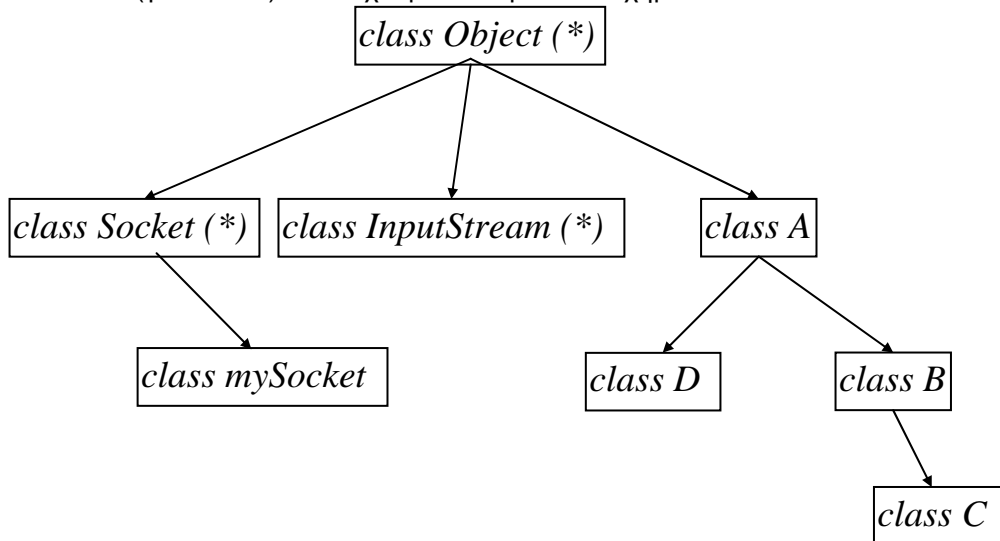 class Object (*)
class Socket (*)
class InputStream (*)
class A
class mySocket
class D
class B
class C